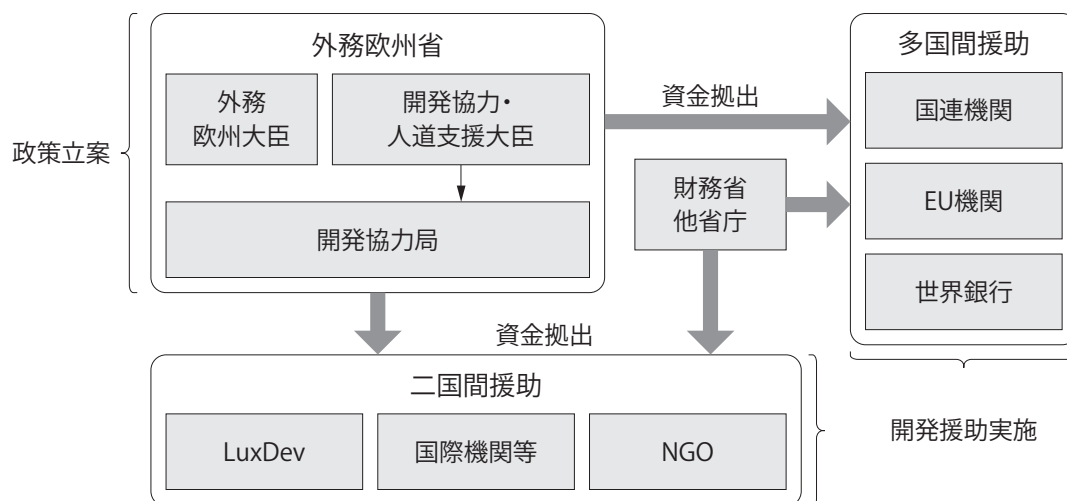 外務欧州省
外務
欧州大臣
開発協力・
人道支援大臣
開発協力局
政策立案
資金拠出
財務省
他省庁
多国間援助
国連機関
EU機関
世界銀行
資金拠出
二国間援助
LuxDev
国際機関等
NGO
開発援助実施